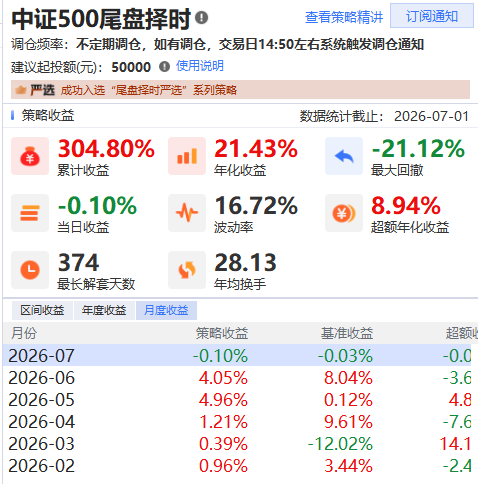 中证500尾盘择时
查看策略精讲 订阅通知
调仓频率：不定期调仓，如有调仓，交易日14:50左右系统触发调仓通知
建议起投额(元)：50000 使用说明
严选 成功入选“尾盘择时严选”系列策略
策略收益 数据统计截止： 2026-07-01
304.80% 21.43% -21.12%
累计收益 年化收益 最大回撤
-0.10% 16.72% 8.94%
当日收益 波动率 超额年化收益
374 28.13
最长解套天数 年均换手
区间收益 年度收益 月度收益
月份 策略收益 基准收益 超额收
2026-07 -0.10% -0.03% -0.0
2026-06 4.05% 8.04% -3.6
2026-05 4.96% 0.12% 4.8
2026-04 1.21% 9.61% -7.6
2026-03 0.39% -12.02% 14.1
2026-02 0.96% 3.44% -2.4